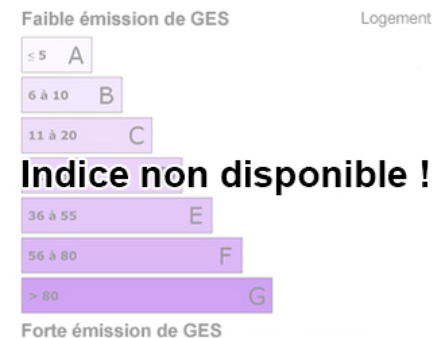 Faible émission de GES Logement
≤ 5 A
6 à 10 B
11 à 20 C
Indice non disponible !
36 à 55 E
56 à 80 F
> 80 G
Forte émission de GES